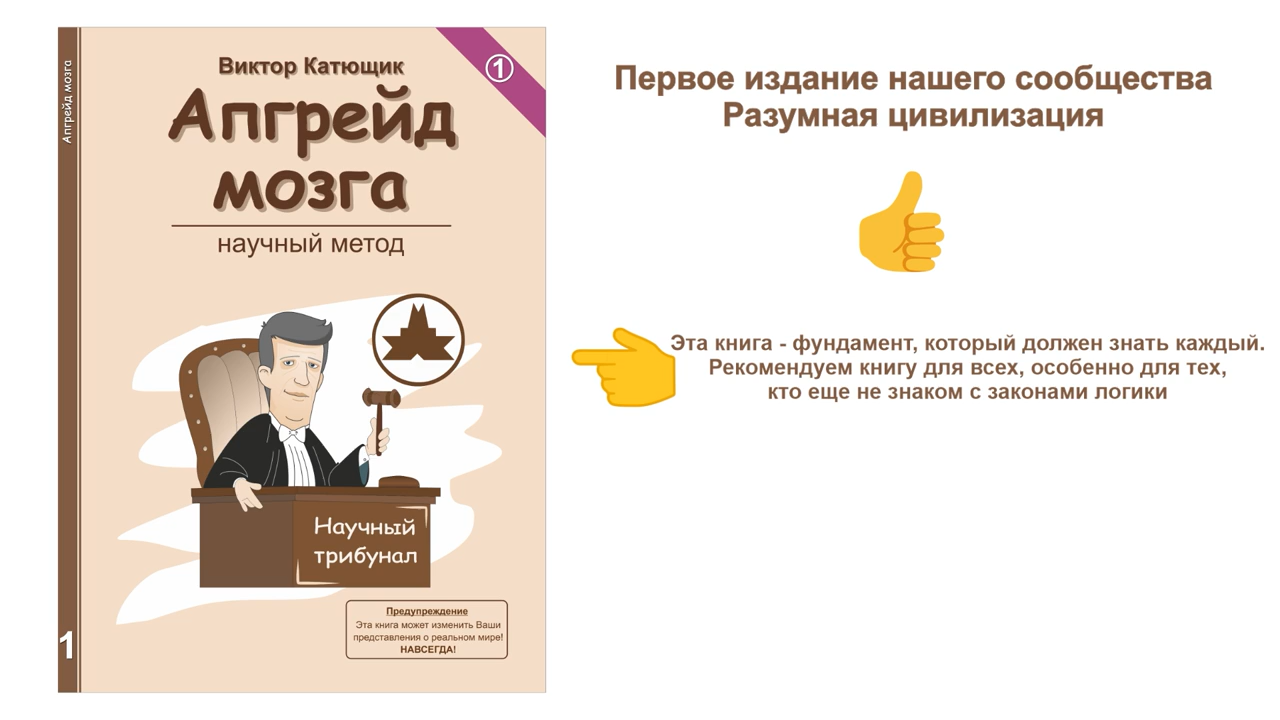 Апгрейд мозга
1
Виктор Катющик
1
Апгрейд
мозга
научный метод
Научный
трибунал
Предупреждение
Эта книга может изменить Ваши
представления о реальном мире!
НАВСЕГДА!
Первое издание нашего сообщества
Разумная цивилизация
Эта книга - фундамент, который должен знать каждый.
Рекомендуем книгу для всех, особенно для тех,
кто еще не знаком с законами логики